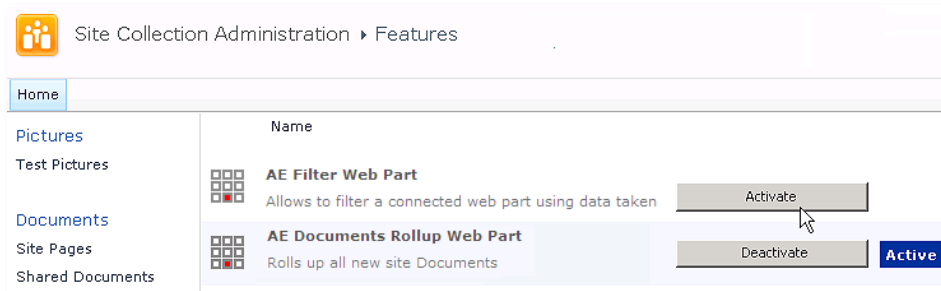 Site Collection Administration ▸ Features
Home
Pictures
Test Pictures
Documents
Site Pages
Shared Documents
Name
AE Filter Web Part
Allows to filter a connected web part using data taken
Activate
AE Documents Rollup Web Part
Rolls up all new site Documents
Deactivate
Active